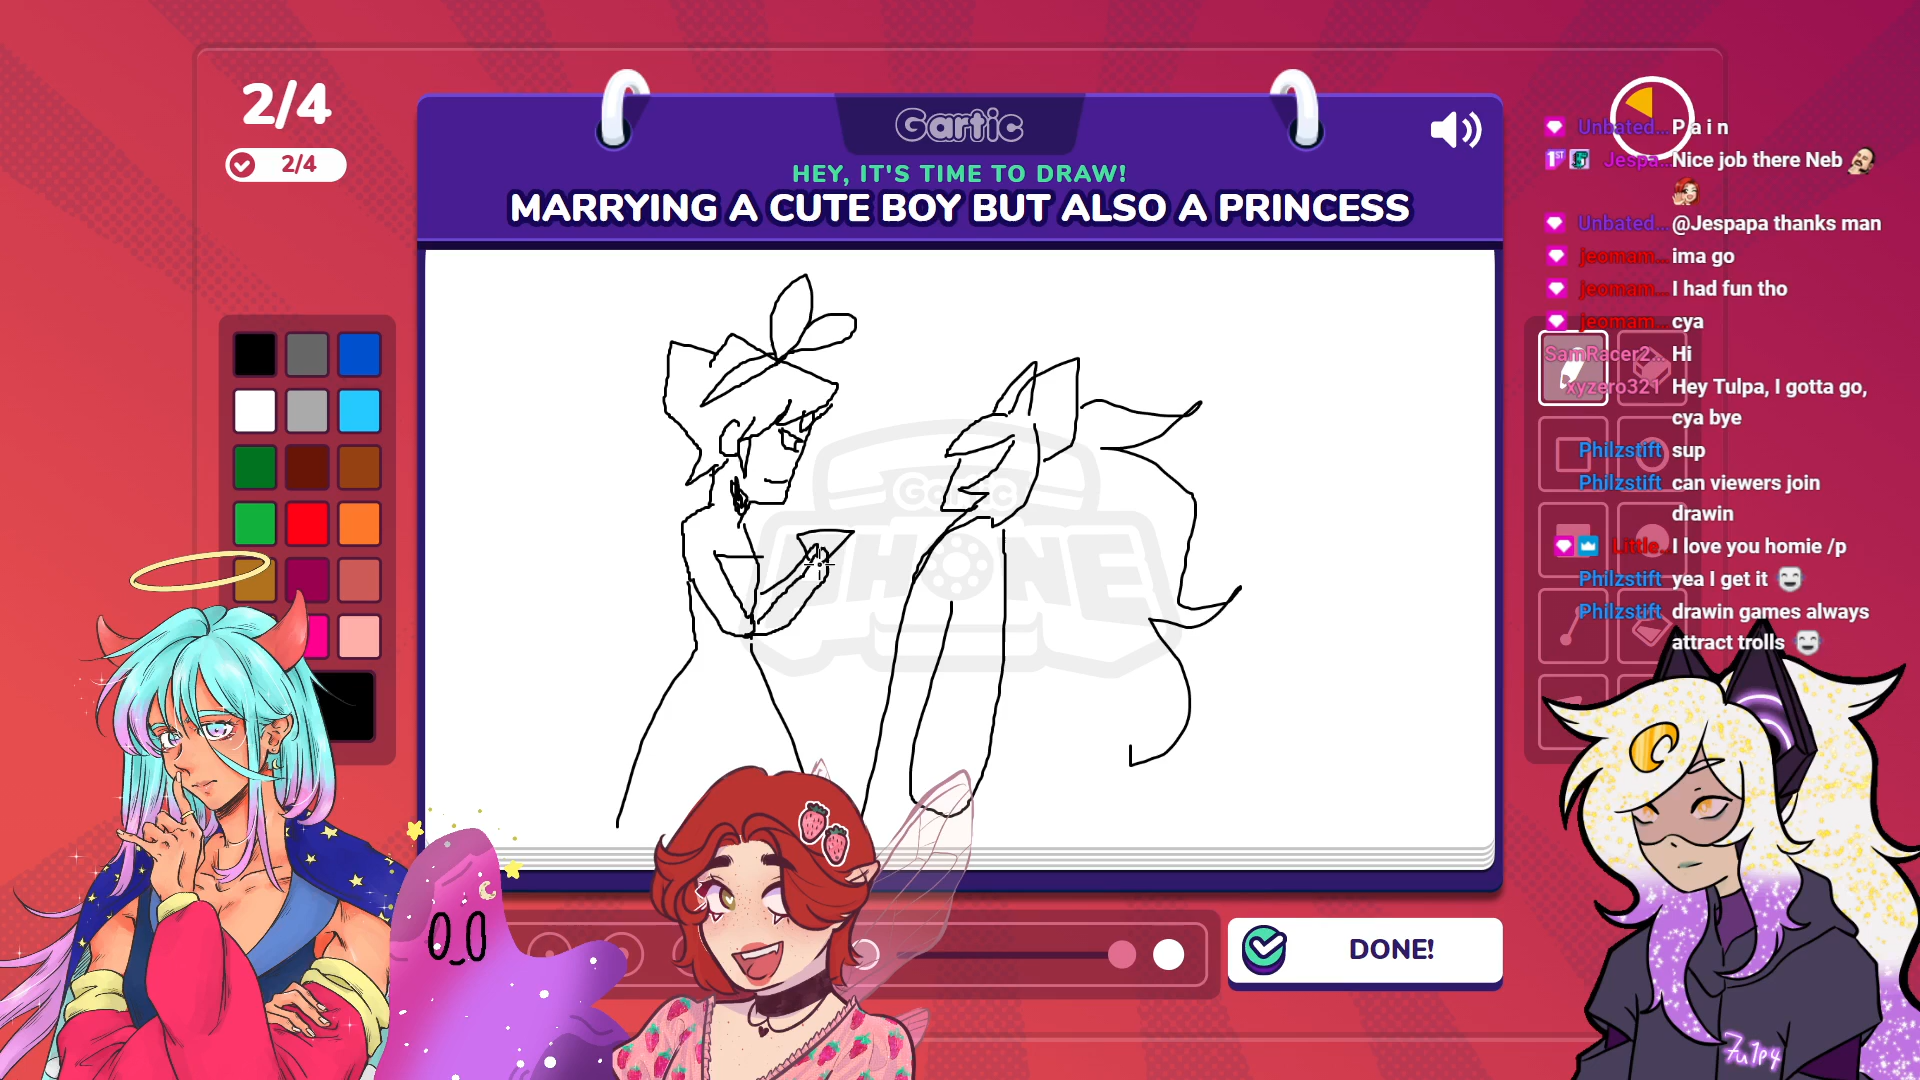 2/4
2/4
Gartic
HEY, IT'S TIME TO DRAW!
MARRYING A CUTE BOY BUT ALSO A PRINCESS
Gartic
PHONE
DONE!
Unbated... P a i n
1ST Jespa... Nice job there Neb
Unbated... @Jespapa thanks man
jeomam... ima go
jeomam... I had fun tho
jeomam... cya
SamRacer2... Hi
xyzero321 Hey Tulpa, I gotta go,
cya bye
Philzstift sup
Philzstift can viewers join
drawin
Little... I love you homie /p
Philzstift yea I get it
Philzstift drawin games always
attract trolls